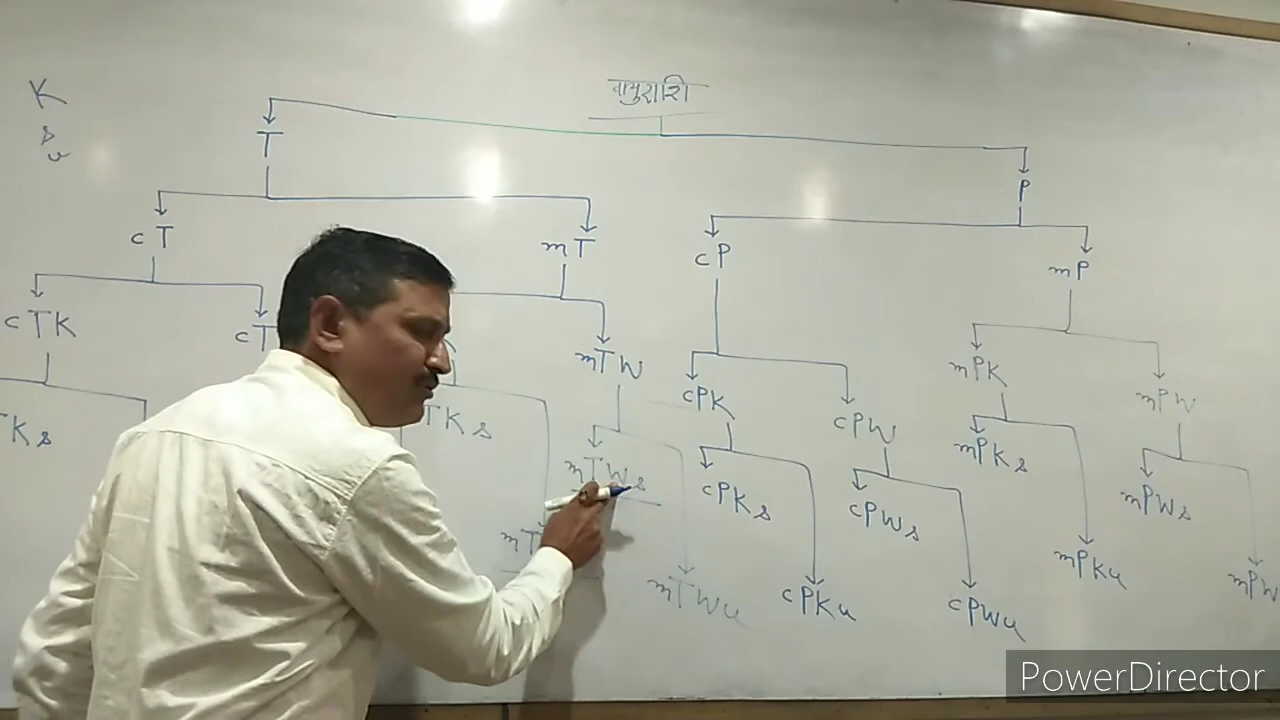 वायुराशि
K
s
u
T
P
cT
mT
cP
mP
cTK
mTW
cPK
cPW
mPK
mPW
TKs
TKs
mTWs
cPKs
cPWs
mPKs
mPWs
mTWu
cPKu
cPWu
mPKu
PowerDirector